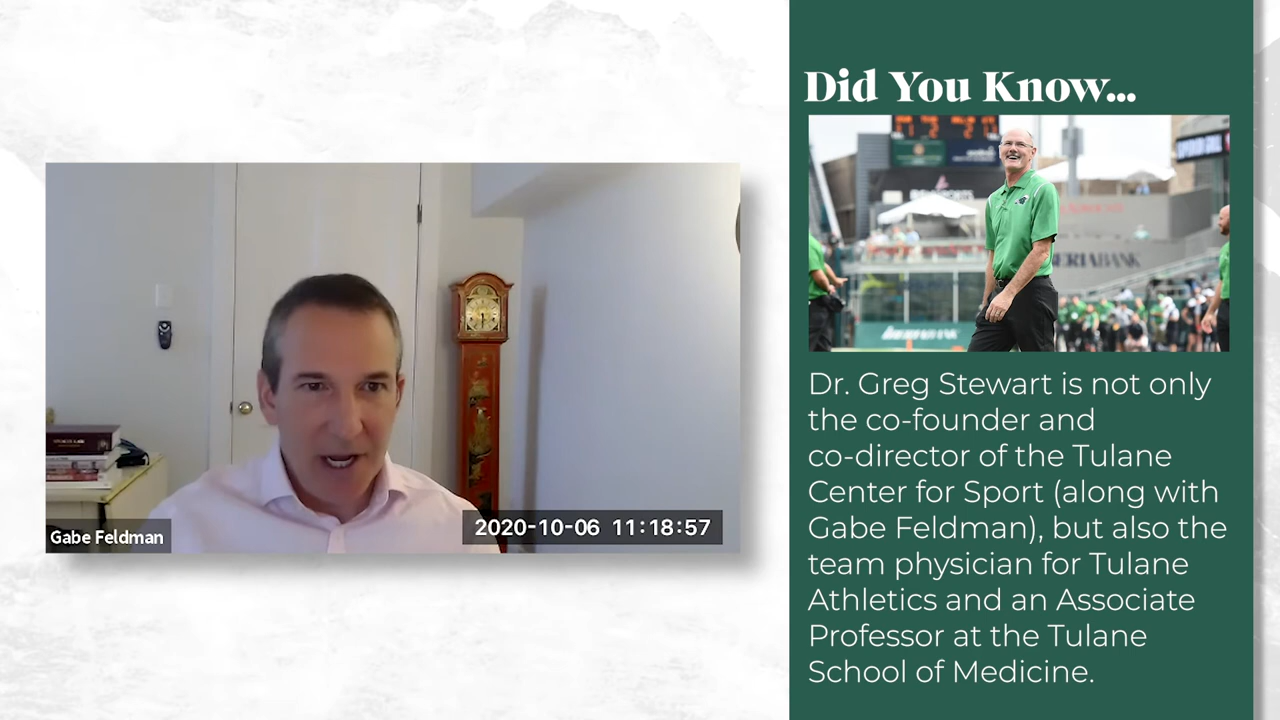 Did You Know...
Dr. Greg Stewart is not only
the co-founder and
co-director of the Tulane
Center for Sport (along with
Gabe Feldman), but also the
team physician for Tulane
Athletics and an Associate
Professor at the Tulane
School of Medicine.
Gabe Feldman
2020-10-06 11:18:57